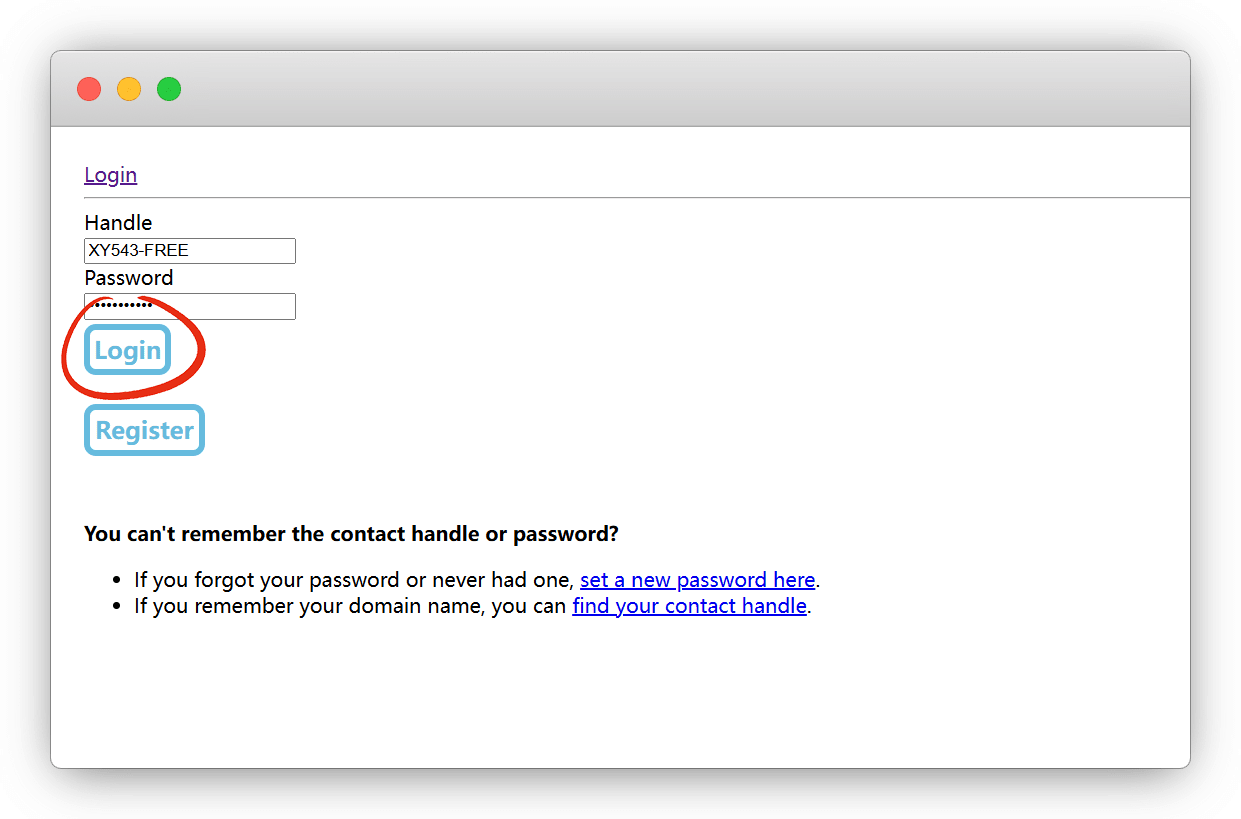 Login
Handle
XY543-FREE
Password
••••••••••
Login
Register
You can't remember the contact handle or password?
• If you forgot your password or never had one, set a new password here.
• If you remember your domain name, you can find your contact handle.